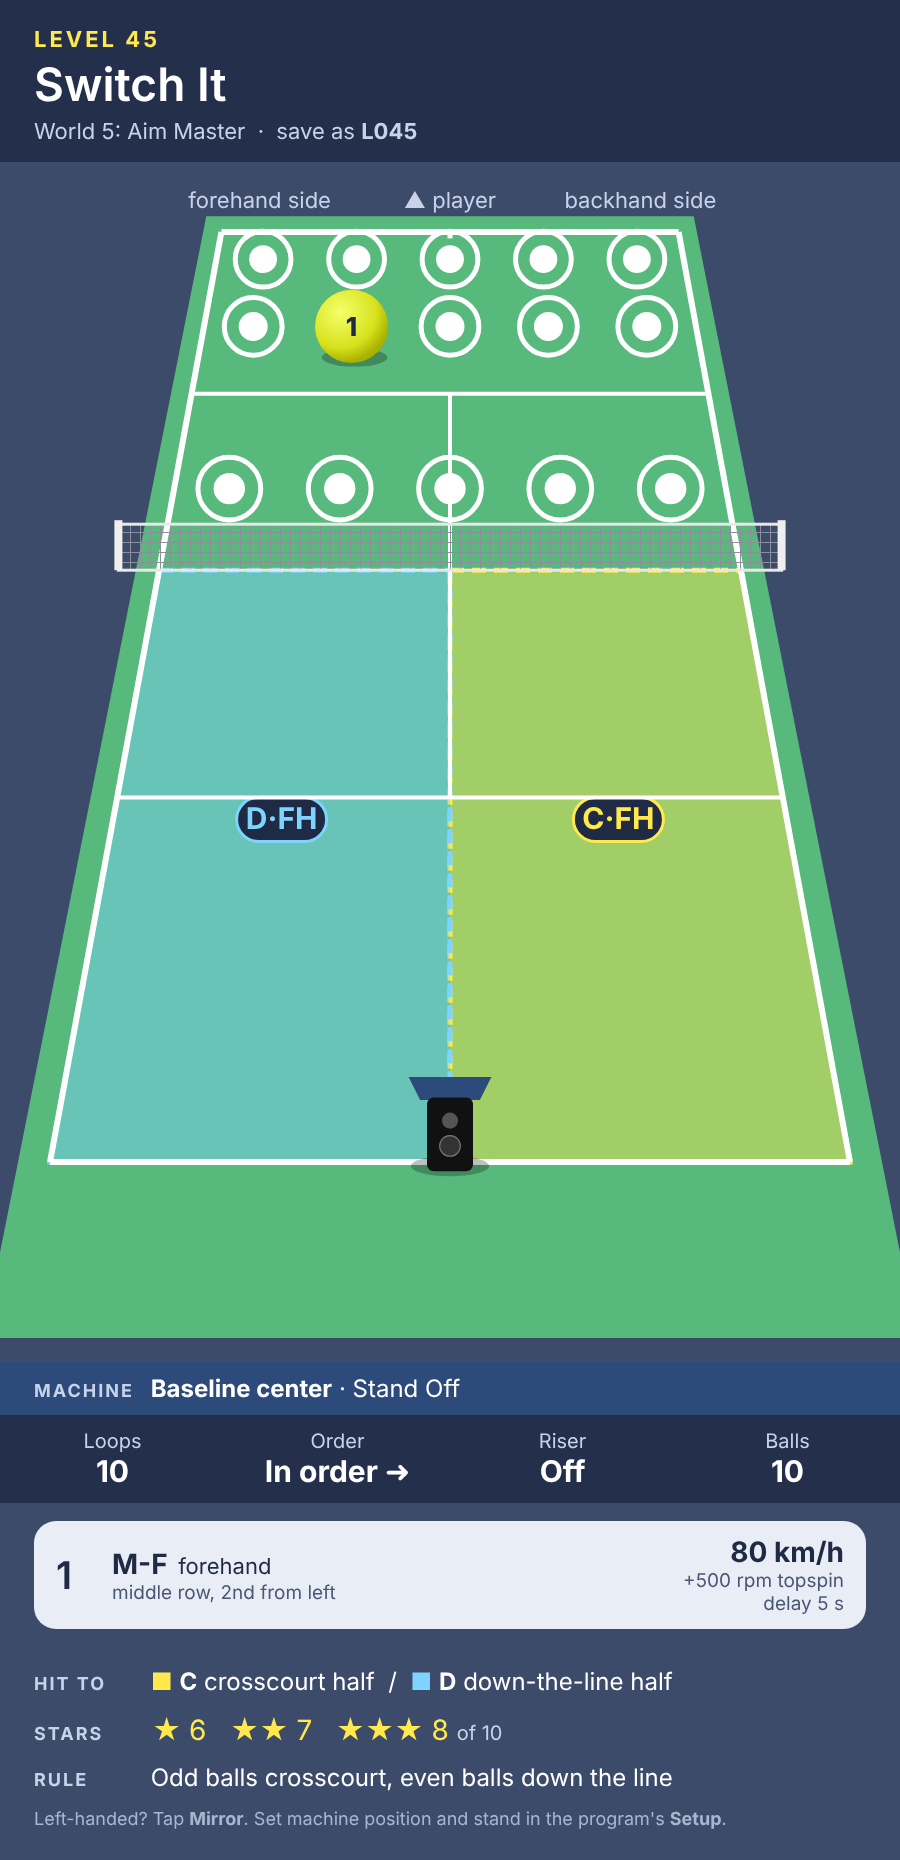 LEVEL 45
Switch It
World 5: Aim Master · save as L045
forehand side ▲ player backhand side
1
D·FH C·FH
MACHINE Baseline center · Stand Off
Loops Order Riser Balls
10 In order ➜ Off 10
1 M-F forehand 80 km/h
middle row, 2nd from left +500 rpm topspin
delay 5 s
HIT TO C crosscourt half / D down-the-line half
STARS ★ 6 ★★ 7 ★★★ 8 of 10
RULE Odd balls crosscourt, even balls down the line
Left-handed? Tap Mirror. Set machine position and stand in the program's Setup.